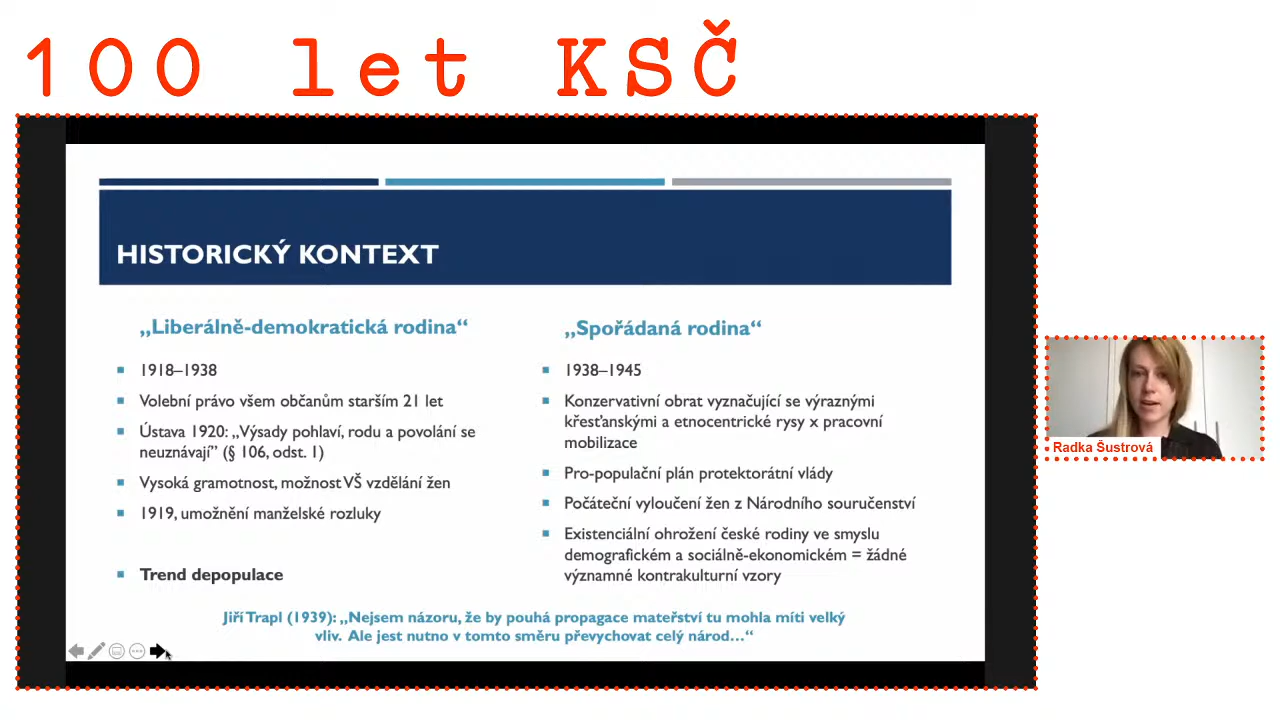 100 let KSČ
HISTORICKÝ KONTEXT
„Liberálně-demokratická rodina“
1918–1938
Volební právo všem občanům starším 21 let
Ústava 1920: „Výsady pohlaví, rodu a povolání se
neuznávají” (§ 106, odst. 1)
Vysoká gramotnost, možnost VŠ vzdělání žen
1919, umožnění manželské rozluky
Trend depopulace
„Spořádaná rodina“
1938–1945
Konzervativní obrat vyznačující se výraznými
křesťanskými a etnocentrické rysy x pracovní
mobilizace
Pro-populační plán protektorátní vlády
Počáteční vyloučení žen z Národního souručenství
Existenciální ohrožení české rodiny ve smyslu
demografickém a sociálně-ekonomickém = žádné
významné kontrakulturní vzory
Jiří Trapl (1939): „Nejsem názoru, že by pouhá propagace mateřství tu mohla míti velký
vliv. Ale jest nutno v tomto směru převychovat celý národ…“
Radka Šustrová